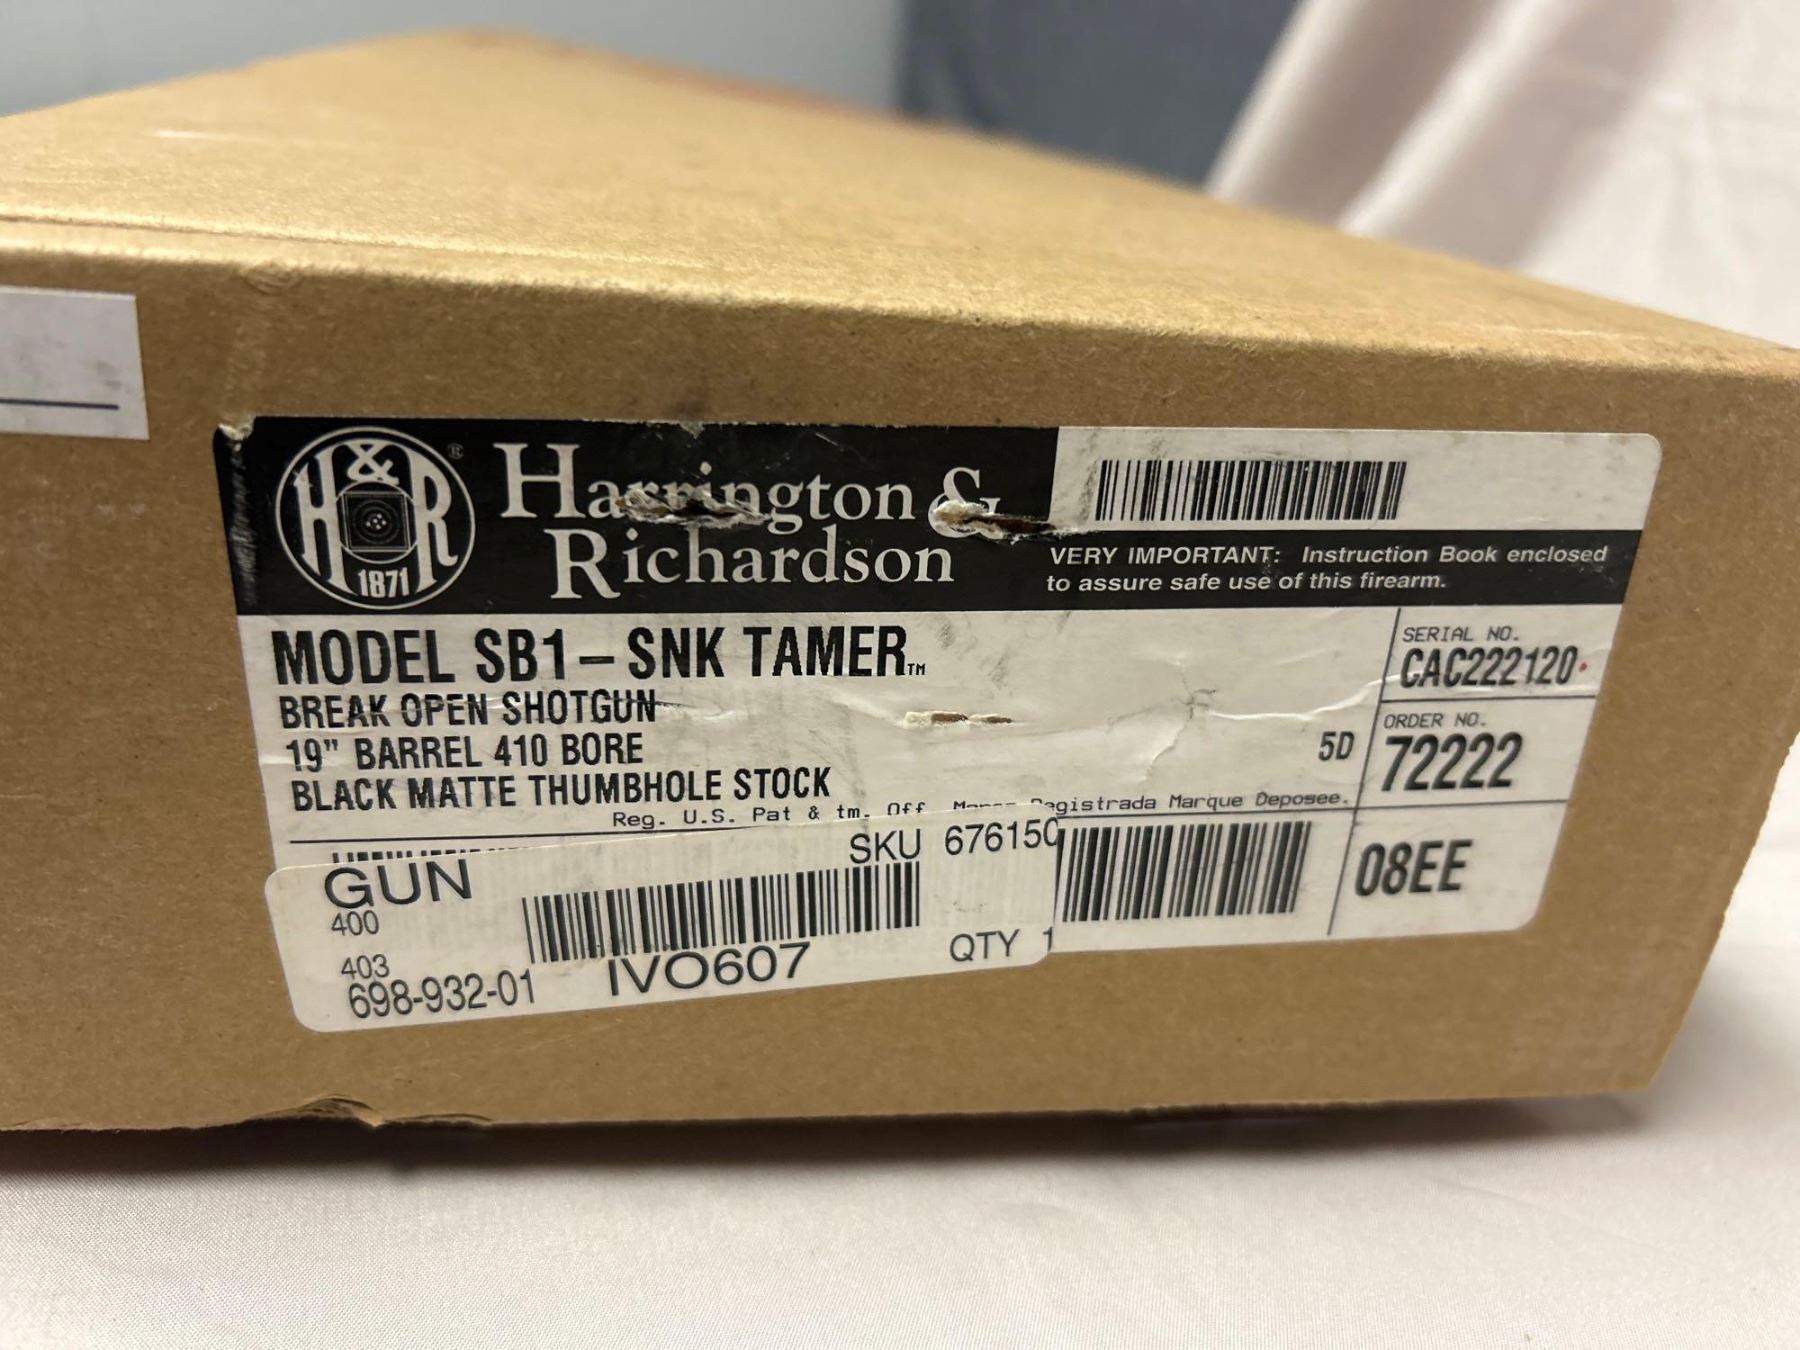 H&R ®
1871
Harrington &
Richardson
VERY IMPORTANT: Instruction Book enclosed
to assure safe use of this firearm.
MODEL SB1 – SNK TAMER™
BREAK OPEN SHOTGUN
19" BARREL 410 BORE
BLACK MATTE THUMBHOLE STOCK
5D
Reg. U.S. Pat & tm. Off Registrada Marque Deposee.
SERIAL NO.
CAC222120
ORDER NO.
72222
08EE
GUN
SKU 676150
400
403
698-932-01
IVO607
QTY 1